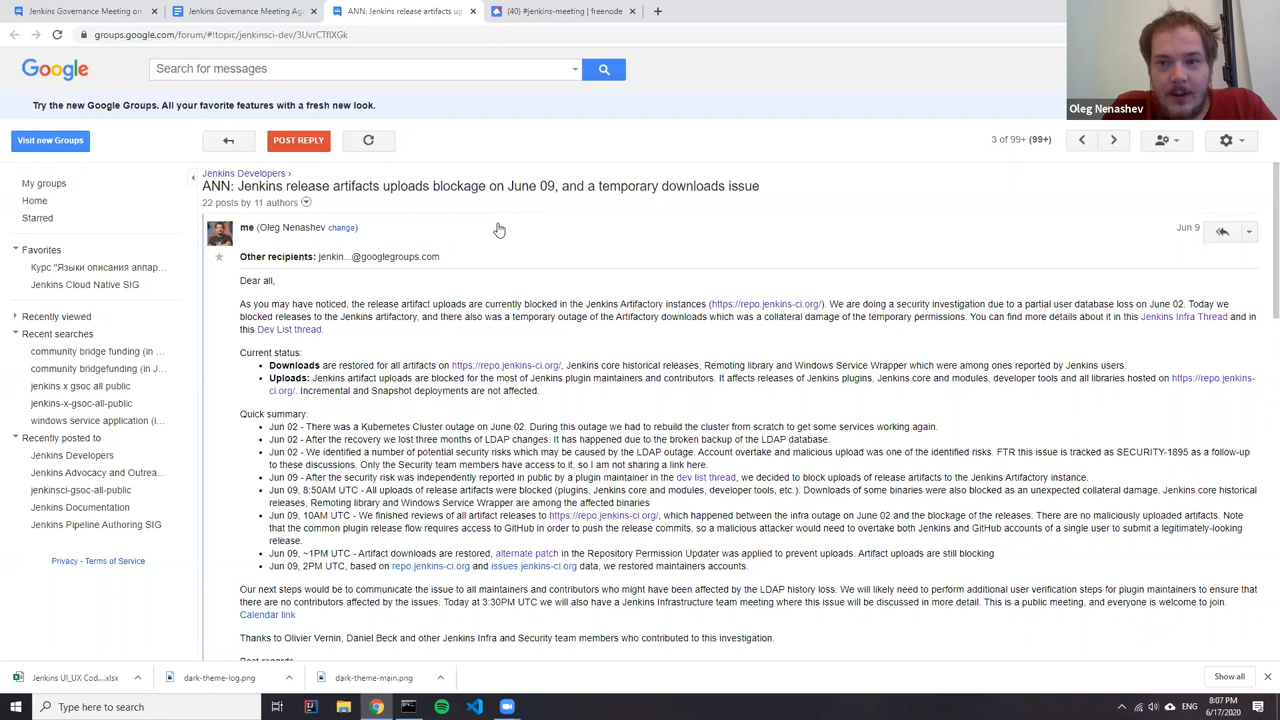 Jenkins Governance Meeting on
Jenkins Governance Meeting Ag
ANN: Jenkins release artifacts up
(40) #jenkins-meeting | freenode
groups.google.com/forum/#!topic/jenkinsci-dev/3UvrCTflXGk
Oleg Nenashev
Google
Search for messages
Try the new Google Groups. All your favorite features with a fresh new look.
Visit new Groups
POST REPLY
3 of 99+ (99+)
My groups
Home
Starred
Favorites
Курс "Языки описания аппар...
Jenkins Cloud Native SIG
Recently viewed
Recent searches
community bridge funding (in ...
community bridgefunding (in J...
jenkins x gsoc all public
jenkins-x-gsoc-all-public
windows service application (i...
Recently posted to
Jenkins Developers
Jenkins Advocacy and Outrea...
jenkinsci-gsoc-all-public
Jenkins Documentation
Jenkins Pipeline Authoring SIG
Privacy - Terms of Service
Jenkins Developers ›
ANN: Jenkins release artifacts uploads blockage on June 09, and a temporary downloads issue
22 posts by 11 authors
me (Oleg Nenashev change)
Jun 9
Other recipients: jenkin...@googlegroups.com
Dear all,
As you may have noticed, the release artifact uploads are currently blocked in the Jenkins Artifactory instances (https://repo.jenkins-ci.org/). We are doing a security investigation due to a partial user database loss on June 02. Today we
blocked releases to the Jenkins artifactory, and there also was a temporary outage of the Artifactory downloads which was a collateral damage of the temporary permissions. You can find more details about it in this Jenkins Infra Thread and in
this Dev List thread.
Current status:
• Downloads are restored for all artifacts on https://repo.jenkins-ci.org/, Jenkins core historical releases, Remoting library and Windows Service Wrapper which were among ones reported by Jenkins users.
• Uploads: Jenkins artifact uploads are blocked for the most of Jenkins plugin maintainers and contributors. It affects releases of Jenkins plugins, Jenkins core and modules, developer tools and all libraries hosted on https://repo.jenkins-
ci.org/. Incremental and Snapshot deployments are not affected.
Quick summary:
• Jun 02 - There was a Kubernetes Cluster outage on June 02. During this outage we had to rebuild the cluster from scratch to get some services working again.
• Jun 02 - After the recovery we lost three months of LDAP changes. It has happened due to the broken backup of the LDAP database.
• Jun 02 - We identified a number of potential security risks which may be caused by the LDAP outage. Account overtake and malicious upload was one of the identified risks. FTR this issue is tracked as SECURITY-1895 as a follow-up
to these discussions. Only the Security team members have access to it, so I am not sharing a link here.
• Jun 09 - After the security risk was independently reported in public by a plugin maintainer in the dev list thread, we decided to block uploads of release artifacts to the Jenkins Artifactory instance.
• Jun 09, 8:50AM UTC - All uploads of release artifacts were blocked (plugins, Jenkins core and modules, developer tools, etc.). Downloads of some binaries were also blocked as an unexpected collateral damage. Jenkins core historical
releases, Remoting library and Windows Service Wrapper are among the affected binaries
• Jun 09, 10AM UTC - We finished reviews of all artifact releases to https://repo.jenkins-ci.org/, which happened between the infra outage on June 02 and the blockage of the releases. There are no maliciously uploaded artifacts. Note
that the common plugin release flow requires access to GitHub in order to push the release commits, so a malicious attacker would need to overtake both Jenkins and GitHub accounts of a single user to submit a legitimately-looking
release.
• Jun 09, ~1PM UTC - Artifact downloads are restored, alternate patch in the Repository Permission Updater was applied to prevent uploads. Artifact uploads are still blocking
• Jun 09, 2PM UTC, based on repo.jenkins-ci.org and issues.jenkins-ci.org data, we restored maintainers accounts.
Our next steps would be to communicate the issue to all maintainers and contributors who might have been affected by the LDAP history loss. We will likely need to perform additional user verification steps for plugin maintainers to ensure that
there are no contributors affected by the issues. Today at 3:30PM UTC we will also have a Jenkins Infrastructure team meeting where this issue will be discussed in more detail. This is a public meeting, and everyone is welcome to join.
Calendar link
Thanks to Olivier Vernin, Daniel Beck and other Jenkins Infra and Security team members who contributed to this investigation.
Best regards
Jenkins UI_UX Cod....xlsx
dark-theme-log.png
dark-theme-main.png
Show all
Type here to search
ENG
8:07 PM
6/17/2020